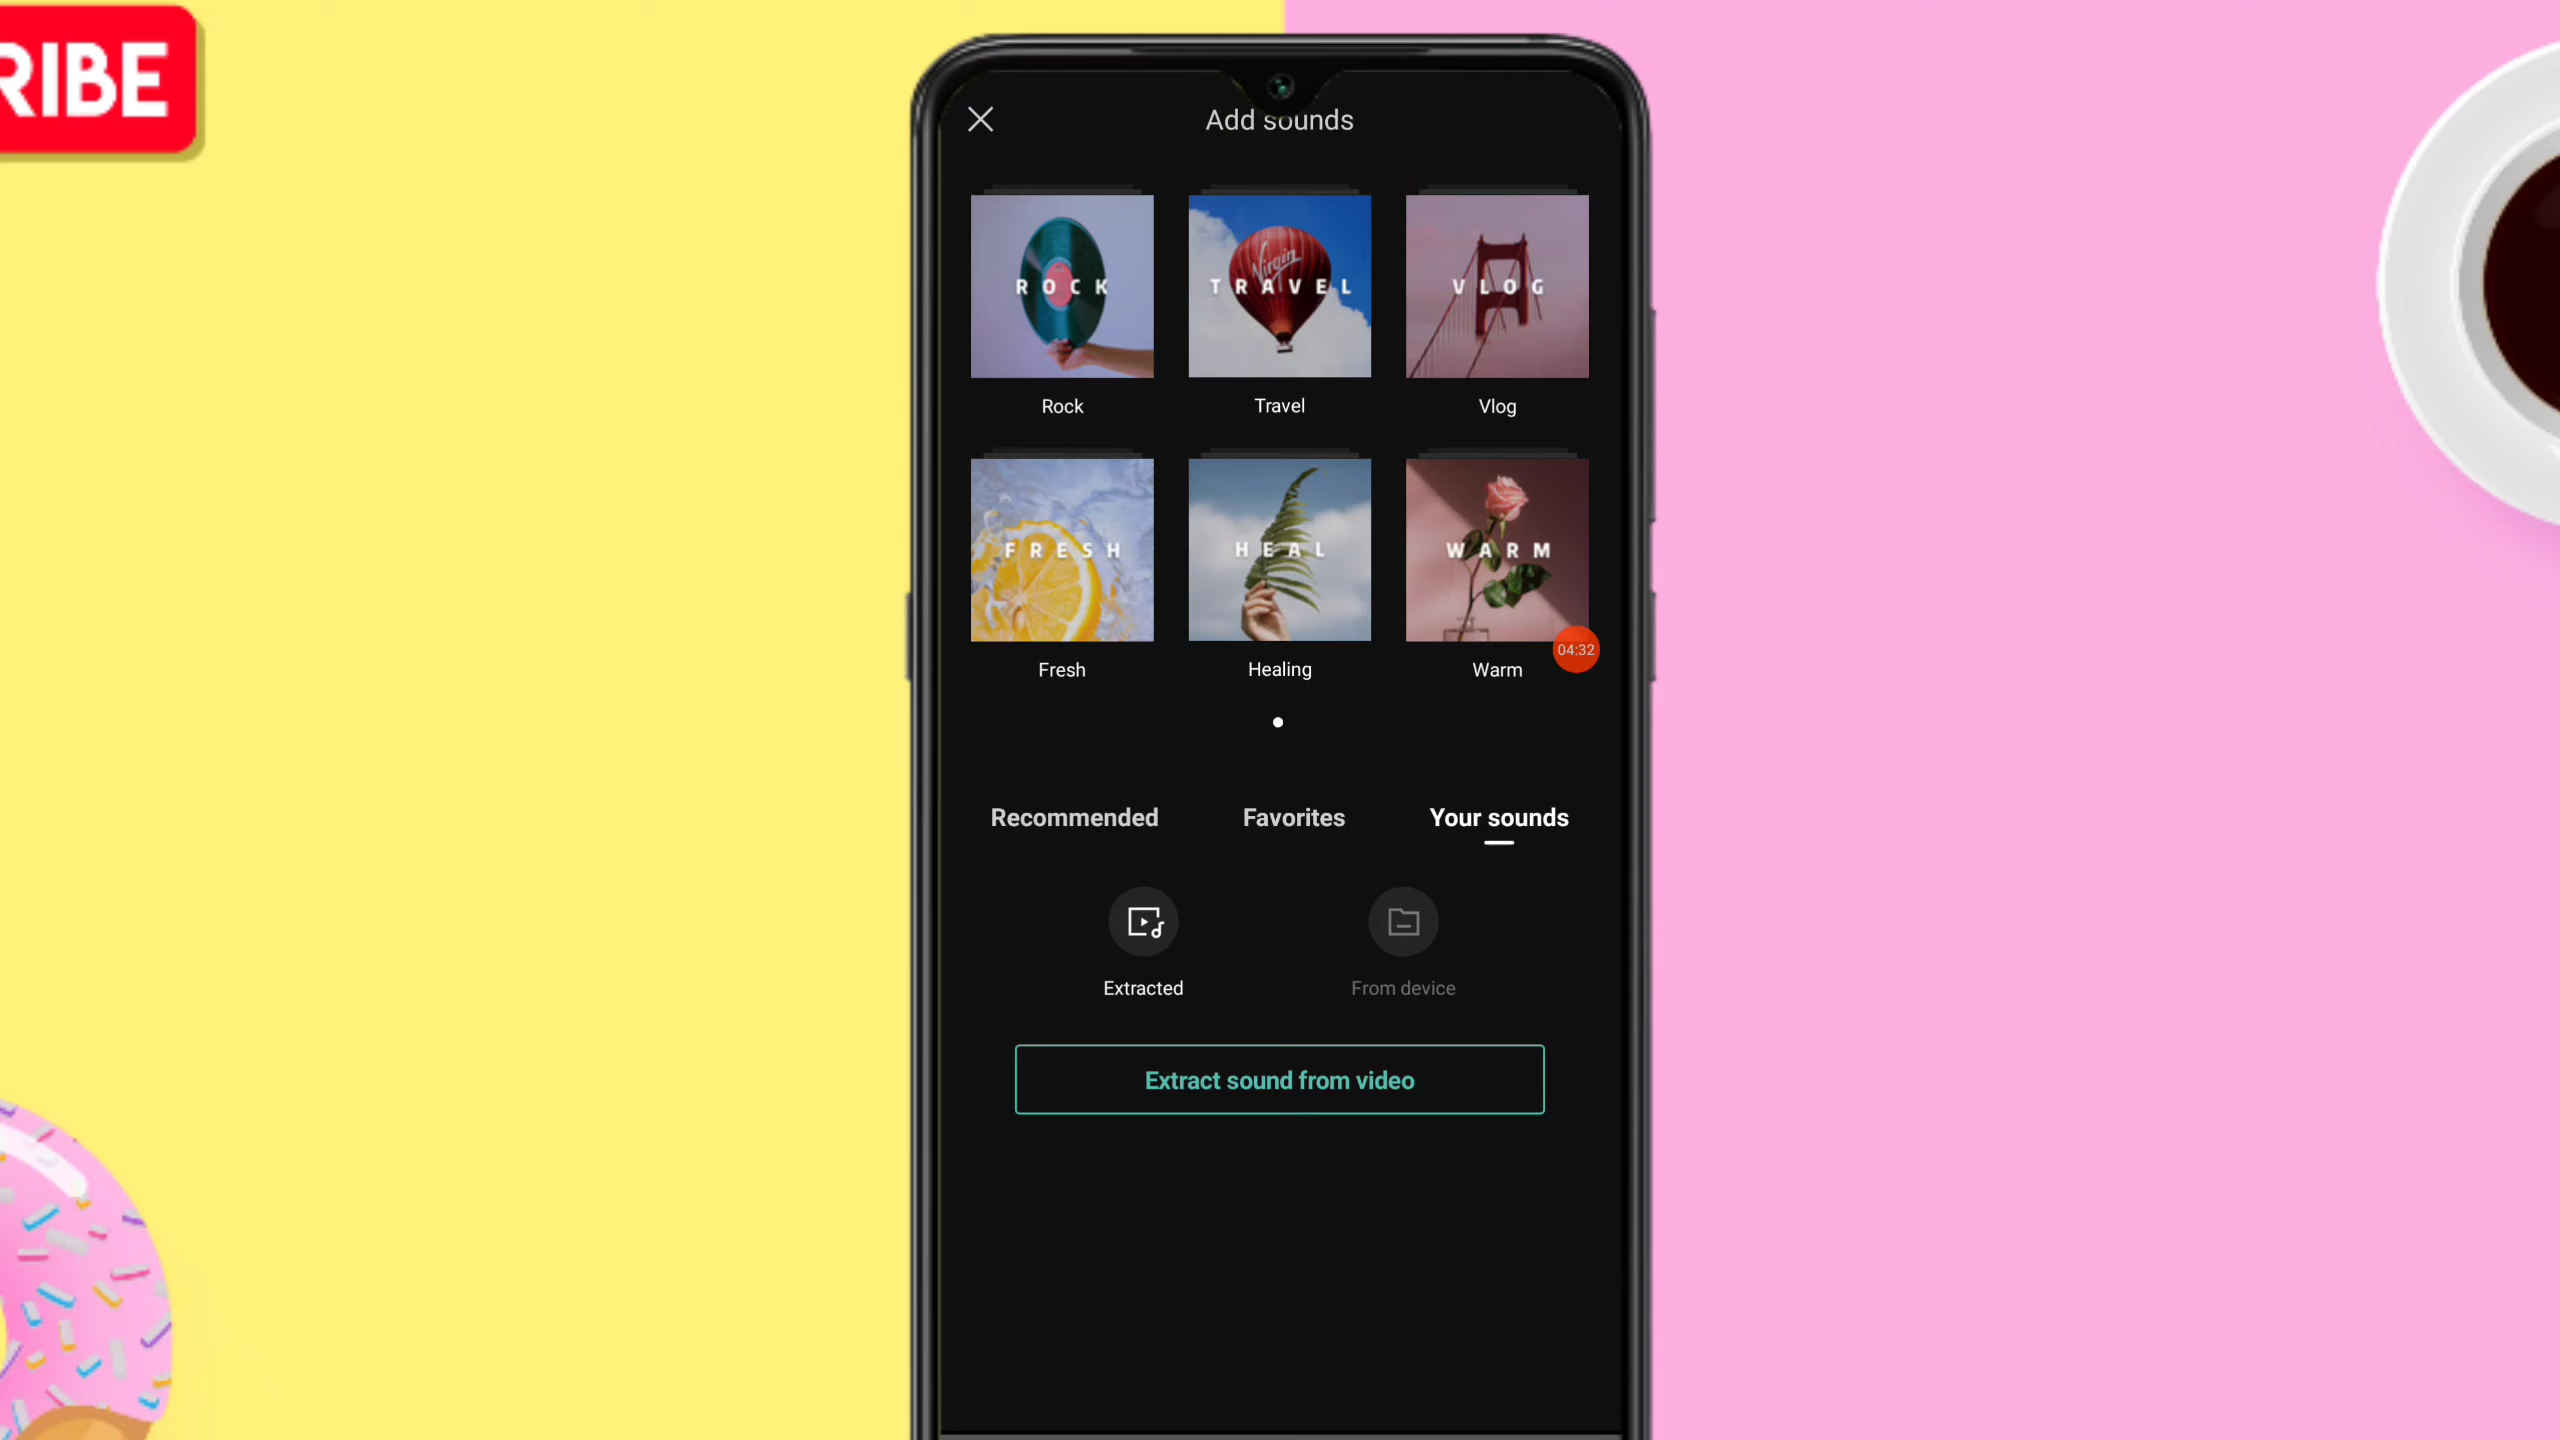 RIBE
Add sounds
ROCK
Virgin
TRAVEL
VLOG
Rock
Travel
Vlog
FRESH
HEAL
WARM
04:32
Fresh
Healing
Warm
Recommended
Favorites
Your sounds
Extracted
From device
Extract sound from video